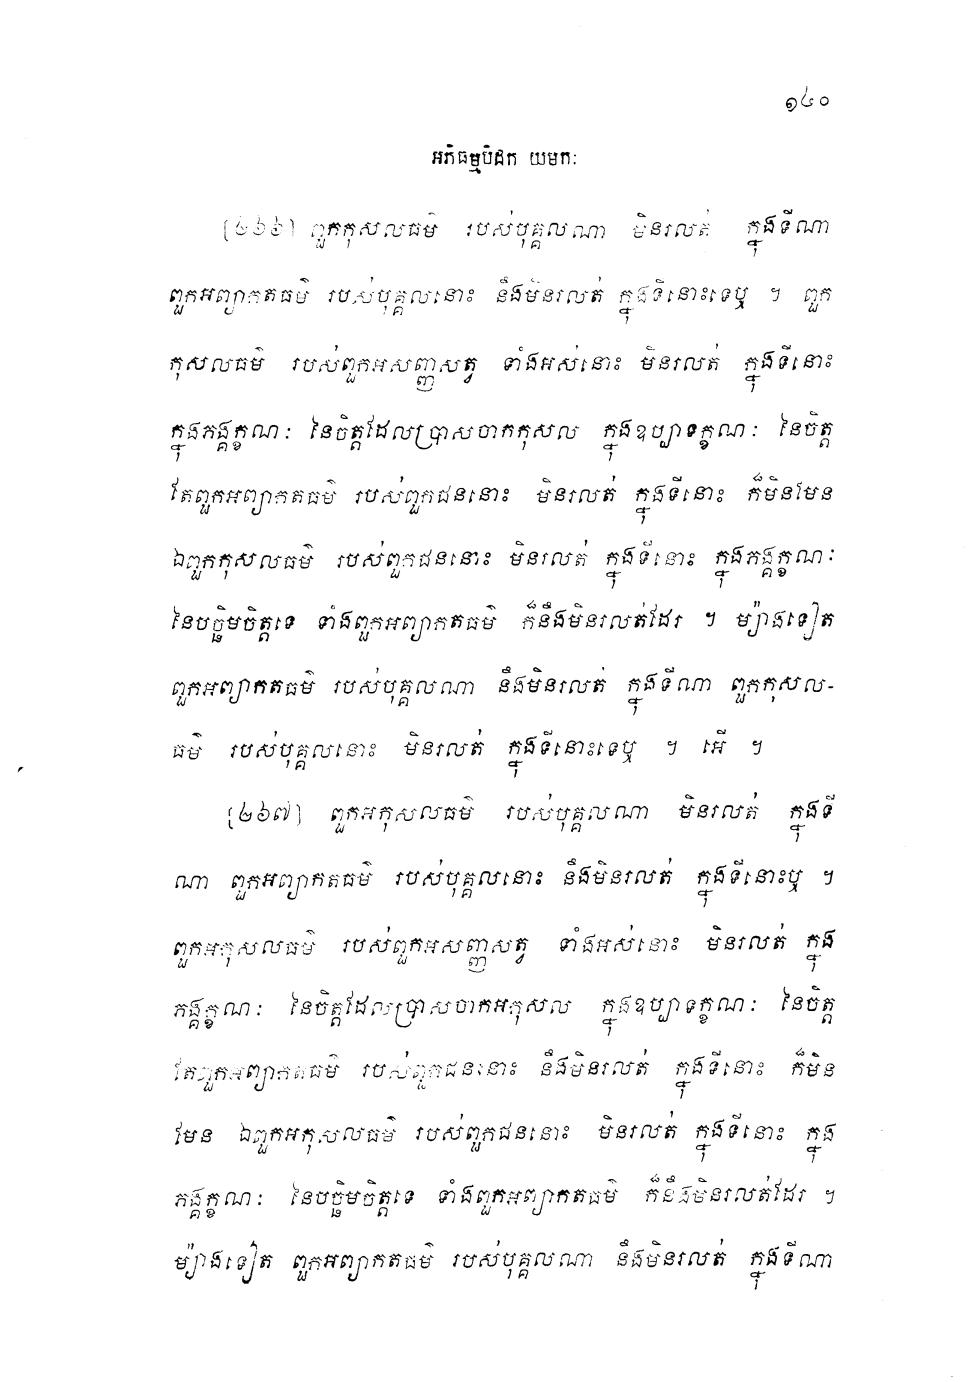 ១៤០
អភិធម្មបិដក យមកៈ
[២៦៦] ពួកកុសលធម៌ របស់បុគ្គលណា មិនរលត់ ក្នុងទីណា
ពួកអព្យាកតធម៌ របស់បុគ្គលនោះ នឹងមិនរលត់ ក្នុងទីនោះទេឬ ។ ពួក
កុសលធម៌ របស់ពួកអសញ្ញសត្វ ទាំងអស់នោះ មិនរលត់ ក្នុងទីនោះ
ក្នុងភង្គក្ខណៈ នៃចិត្តដែលប្រាសចាកកុសល ក្នុងឧប្បាទក្ខណៈ នៃចិត្ត
តែពួកអព្យាកតធម៌ របស់ពួកជននោះ មិនរលត់ ក្នុងទីនោះ ក៏មិនមែន
ឯពួកកុសលធម៌ របស់ពួកជននោះ មិនរលត់ ក្នុងទីនោះ ក្នុងភង្គក្ខណៈ
នៃបច្ឆិមចិត្តទេ ទាំងពួកអព្យាកតធម៌ ក៏នឹងមិនរលត់ដែរ ។ ម្យ៉ាងទៀត
ពួកអព្យាកតធម៌ របស់បុគ្គលណា នឹងមិនរលត់ ក្នុងទីណា ពួកកុសល-
ធម៌ របស់បុគ្គលនោះ មិនរលត់ ក្នុងទីនោះទេឬ ។ អើ ។
[២៦៧] ពួកអកុសលធម៌ របស់បុគ្គលណា មិនរលត់ ក្នុងទី
ណា ពួកអព្យាកតធម៌ របស់បុគ្គលនោះ នឹងមិនរលត់ ក្នុងទីនោះឬ ។
ពួកអកុសលធម៌ របស់ពួកអសញ្ញសត្វ ទាំងអស់នោះ មិនរលត់ ក្នុង
ភង្គក្ខណៈ នៃចិត្តដែលប្រាសចាកអកុសល ក្នុងឧប្បាទក្ខណៈ នៃចិត្ត
តែពួកអព្យាកតធម៌ របស់ពួកជននោះ នឹងមិនរលត់ ក្នុងទីនោះ ក៏មិន
មែន ឯពួកអកុសលធម៌ របស់ពួកជននោះ មិនរលត់ ក្នុងទីនោះ ក្នុង
ភង្គក្ខណៈ នៃបច្ឆិមចិត្តទេ ទាំងពួកអព្យាកតធម៌ ក៏នឹងមិនរលត់ដែរ ។
ម្យ៉ាងទៀត ពួកអព្យាកតធម៌ របស់បុគ្គលណា នឹងមិនរលត់ ក្នុងទីណា